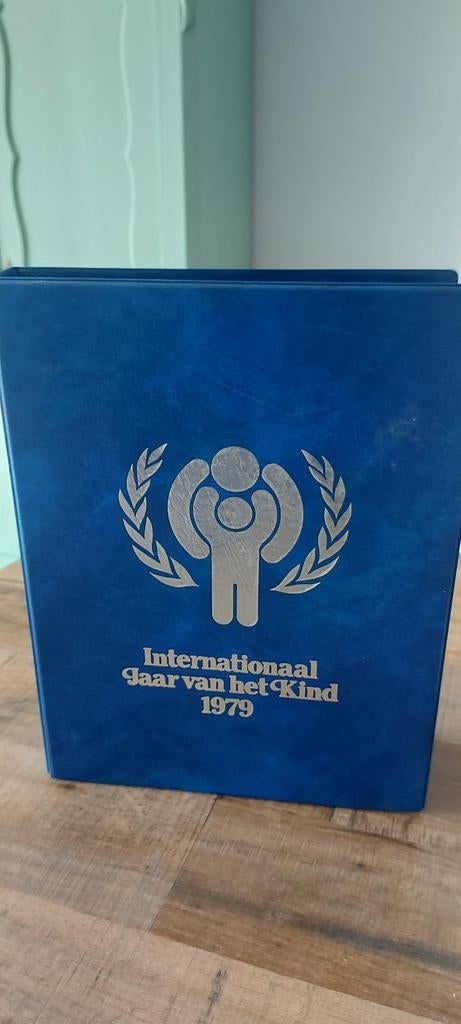 Internationaal
Jaar van het Kind
1979